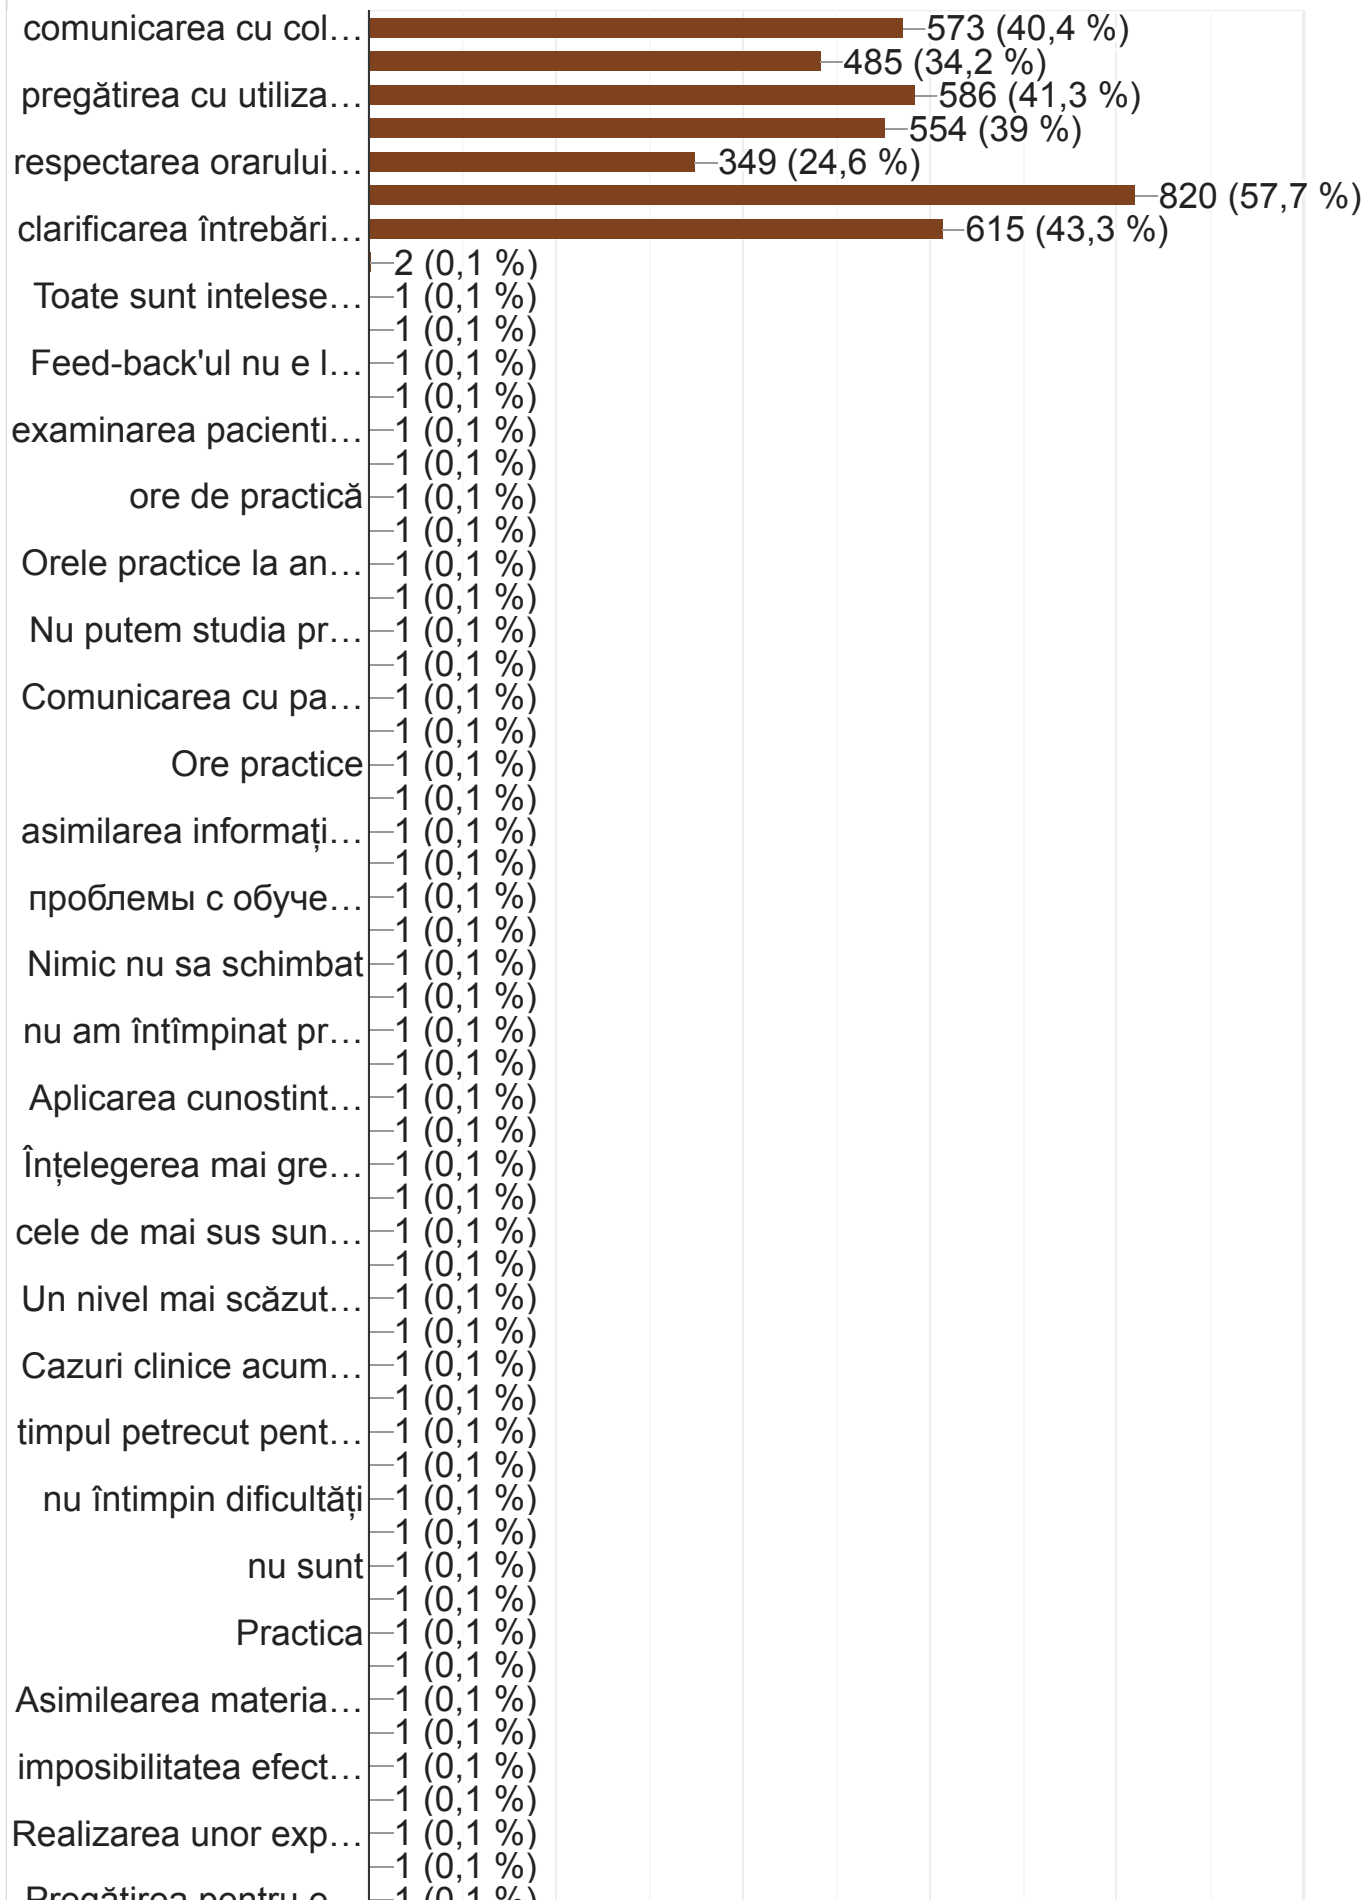 comunicarea cu col… 573 (40,4 %)
485 (34,2 %)
pregătirea cu utiliza… 586 (41,3 %)
554 (39 %)
respectarea orarului… 349 (24,6 %)
820 (57,7 %)
clarificarea întrebări… 615 (43,3 %)
2 (0,1 %)
Toate sunt intelese… 1 (0,1 %)
1 (0,1 %)
Feed-back'ul nu e l… 1 (0,1 %)
1 (0,1 %)
examinarea pacienti… 1 (0,1 %)
1 (0,1 %)
ore de practică 1 (0,1 %)
1 (0,1 %)
Orele practice la an… 1 (0,1 %)
1 (0,1 %)
Nu putem studia pr… 1 (0,1 %)
1 (0,1 %)
Comunicarea cu pa… 1 (0,1 %)
1 (0,1 %)
Ore practice 1 (0,1 %)
1 (0,1 %)
asimilarea informați… 1 (0,1 %)
1 (0,1 %)
проблемы с обуче… 1 (0,1 %)
1 (0,1 %)
Nimic nu sa schimbat 1 (0,1 %)
1 (0,1 %)
nu am întîmpinat pr… 1 (0,1 %)
1 (0,1 %)
Aplicarea cunostint… 1 (0,1 %)
1 (0,1 %)
Înțelegerea mai gre… 1 (0,1 %)
1 (0,1 %)
cele de mai sus sun… 1 (0,1 %)
1 (0,1 %)
Un nivel mai scăzut… 1 (0,1 %)
1 (0,1 %)
Cazuri clinice acum… 1 (0,1 %)
1 (0,1 %)
timpul petrecut pent… 1 (0,1 %)
1 (0,1 %)
nu întimpin dificultăți 1 (0,1 %)
1 (0,1 %)
nu sunt 1 (0,1 %)
1 (0,1 %)
Practica 1 (0,1 %)
1 (0,1 %)
Asimilearea materia… 1 (0,1 %)
1 (0,1 %)
imposibilitatea efect… 1 (0,1 %)
1 (0,1 %)
Realizarea unor exp… 1 (0,1 %)
1 (0,1 %)
Pregătirea pentru e… 1 (0,1 %)